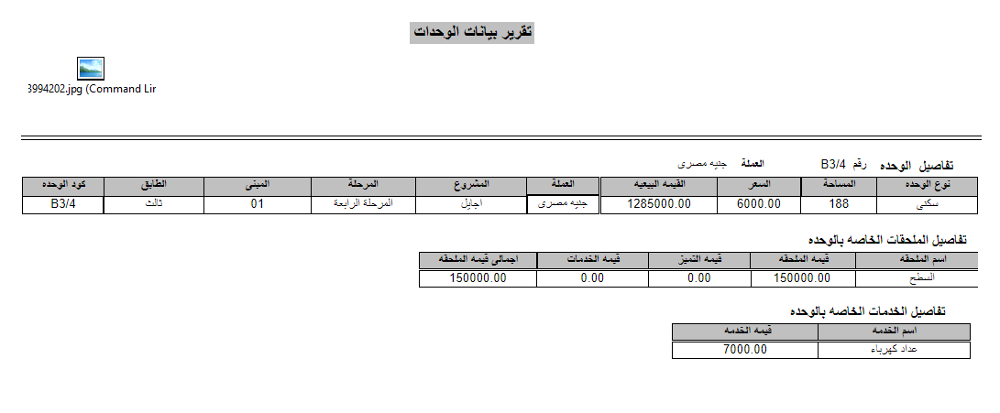 تقرير بيانات الوحدات
3994202.jpg (Command Lir
تفاصيل الوحده رقم B3/4 العملة جنيه مصرى
نوع الوحده المساحة السعر القيمه البيعيه العملة المشروع المرحلة المبنى الطابق كود الوحده
سكنى 188 6000.00 1285000.00 جنيه مصرى اجايل المرحلة الرابعة 01 ثالث B3/4
تفاصيل الملحقات الخاصه بالوحده
اسم الملحقه قيمه الملحقه قيمه التميز قيمه الخدمات اجمالى قيمه الملحقه
السطح 150000.00 0.00 0.00 150000.00
تفاصيل الخدمات الخاصه بالوحده
اسم الخدمه قيمه الخدمه
عداد كهرباء 7000.00